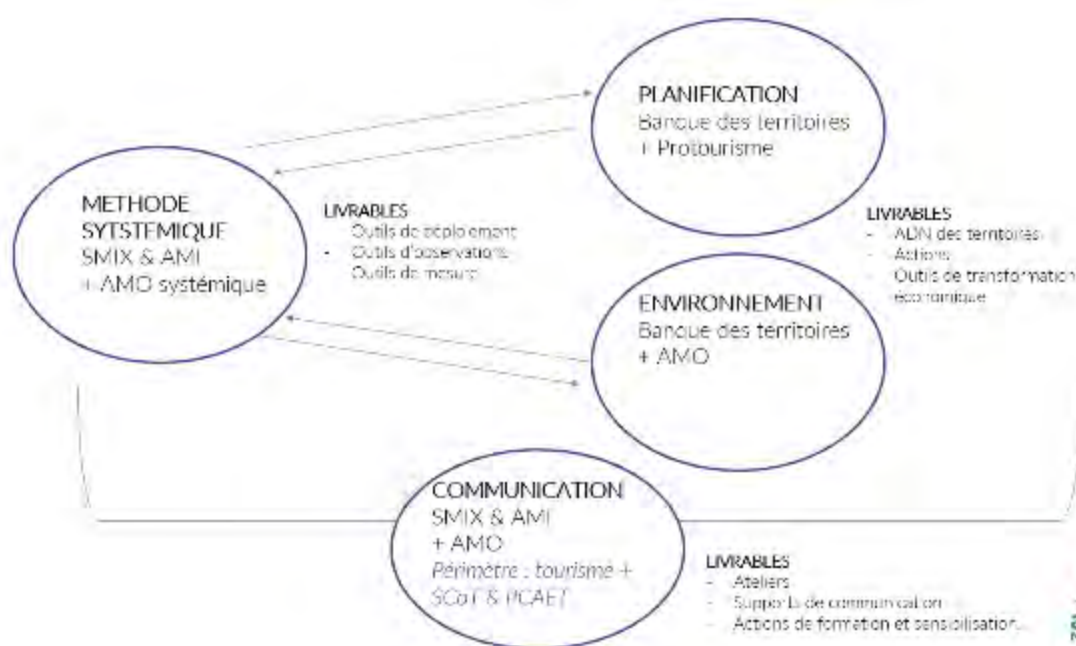 PLANIFICATION
Banque des territoires
+ Protourisme
METHODE
SYTSTEMIQUE
SMIX & AMI
+ AMO systémique
LIVRABLES
- Outils de déploiement
- Outils d'observations
- Outils de mesure
LIVRABLES
- ADN des territoires
- Actions
- Outils de transformation
économique
ENVIRONNEMENT
Banque des territoires
+ AMO
COMMUNICATION
SMIX & AMI
+ AMO
Périmètre : tourisme +
SCoT & PCAET
LIVRABLES
- Ateliers
- Supports de communication
- Actions de formation et sensibilisation...